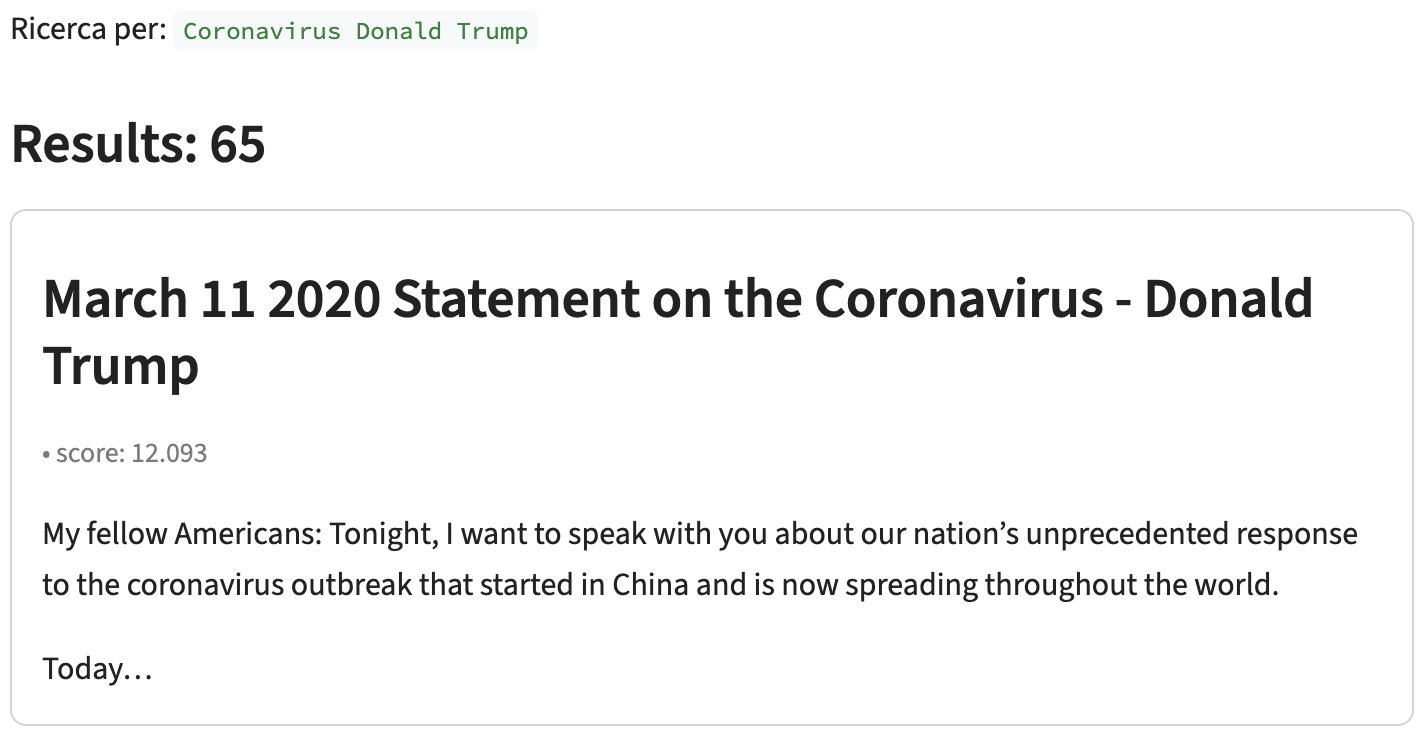 Ricerca per: Coronavirus Donald Trump
Results: 65
March 11 2020 Statement on the Coronavirus - Donald
Trump
• score: 12.093
My fellow Americans: Tonight, I want to speak with you about our nation’s unprecedented response
to the coronavirus outbreak that started in China and is now spreading throughout the world.
Today…